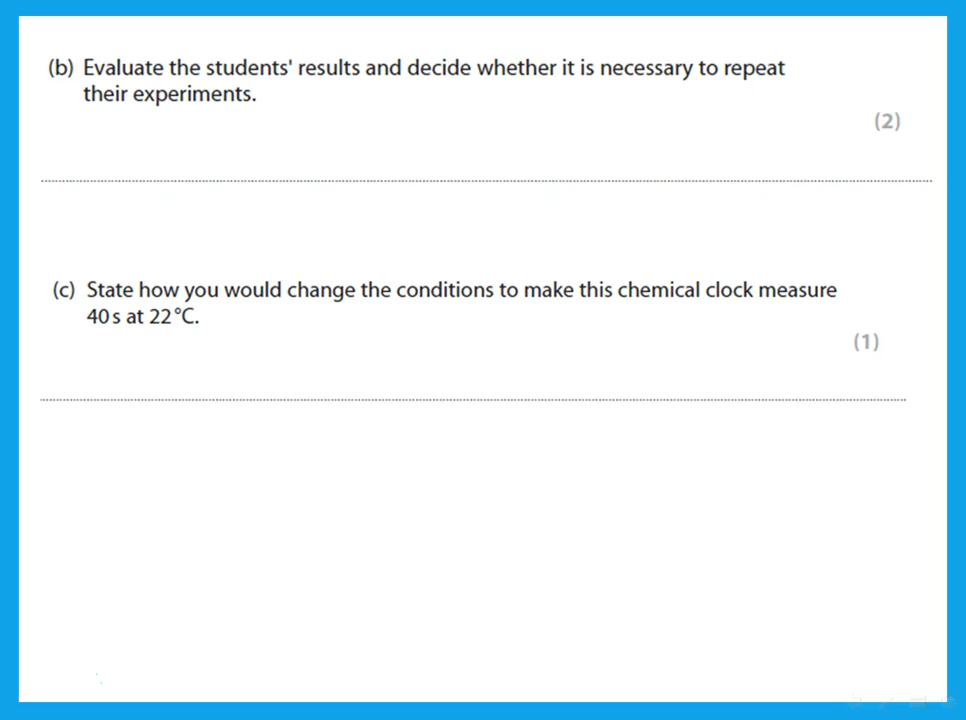 (b) Evaluate the students' results and decide whether it is necessary to repeat
their experiments.
(2)
(c) State how you would change the conditions to make this chemical clock measure
40 s at 22 °C.
(1)